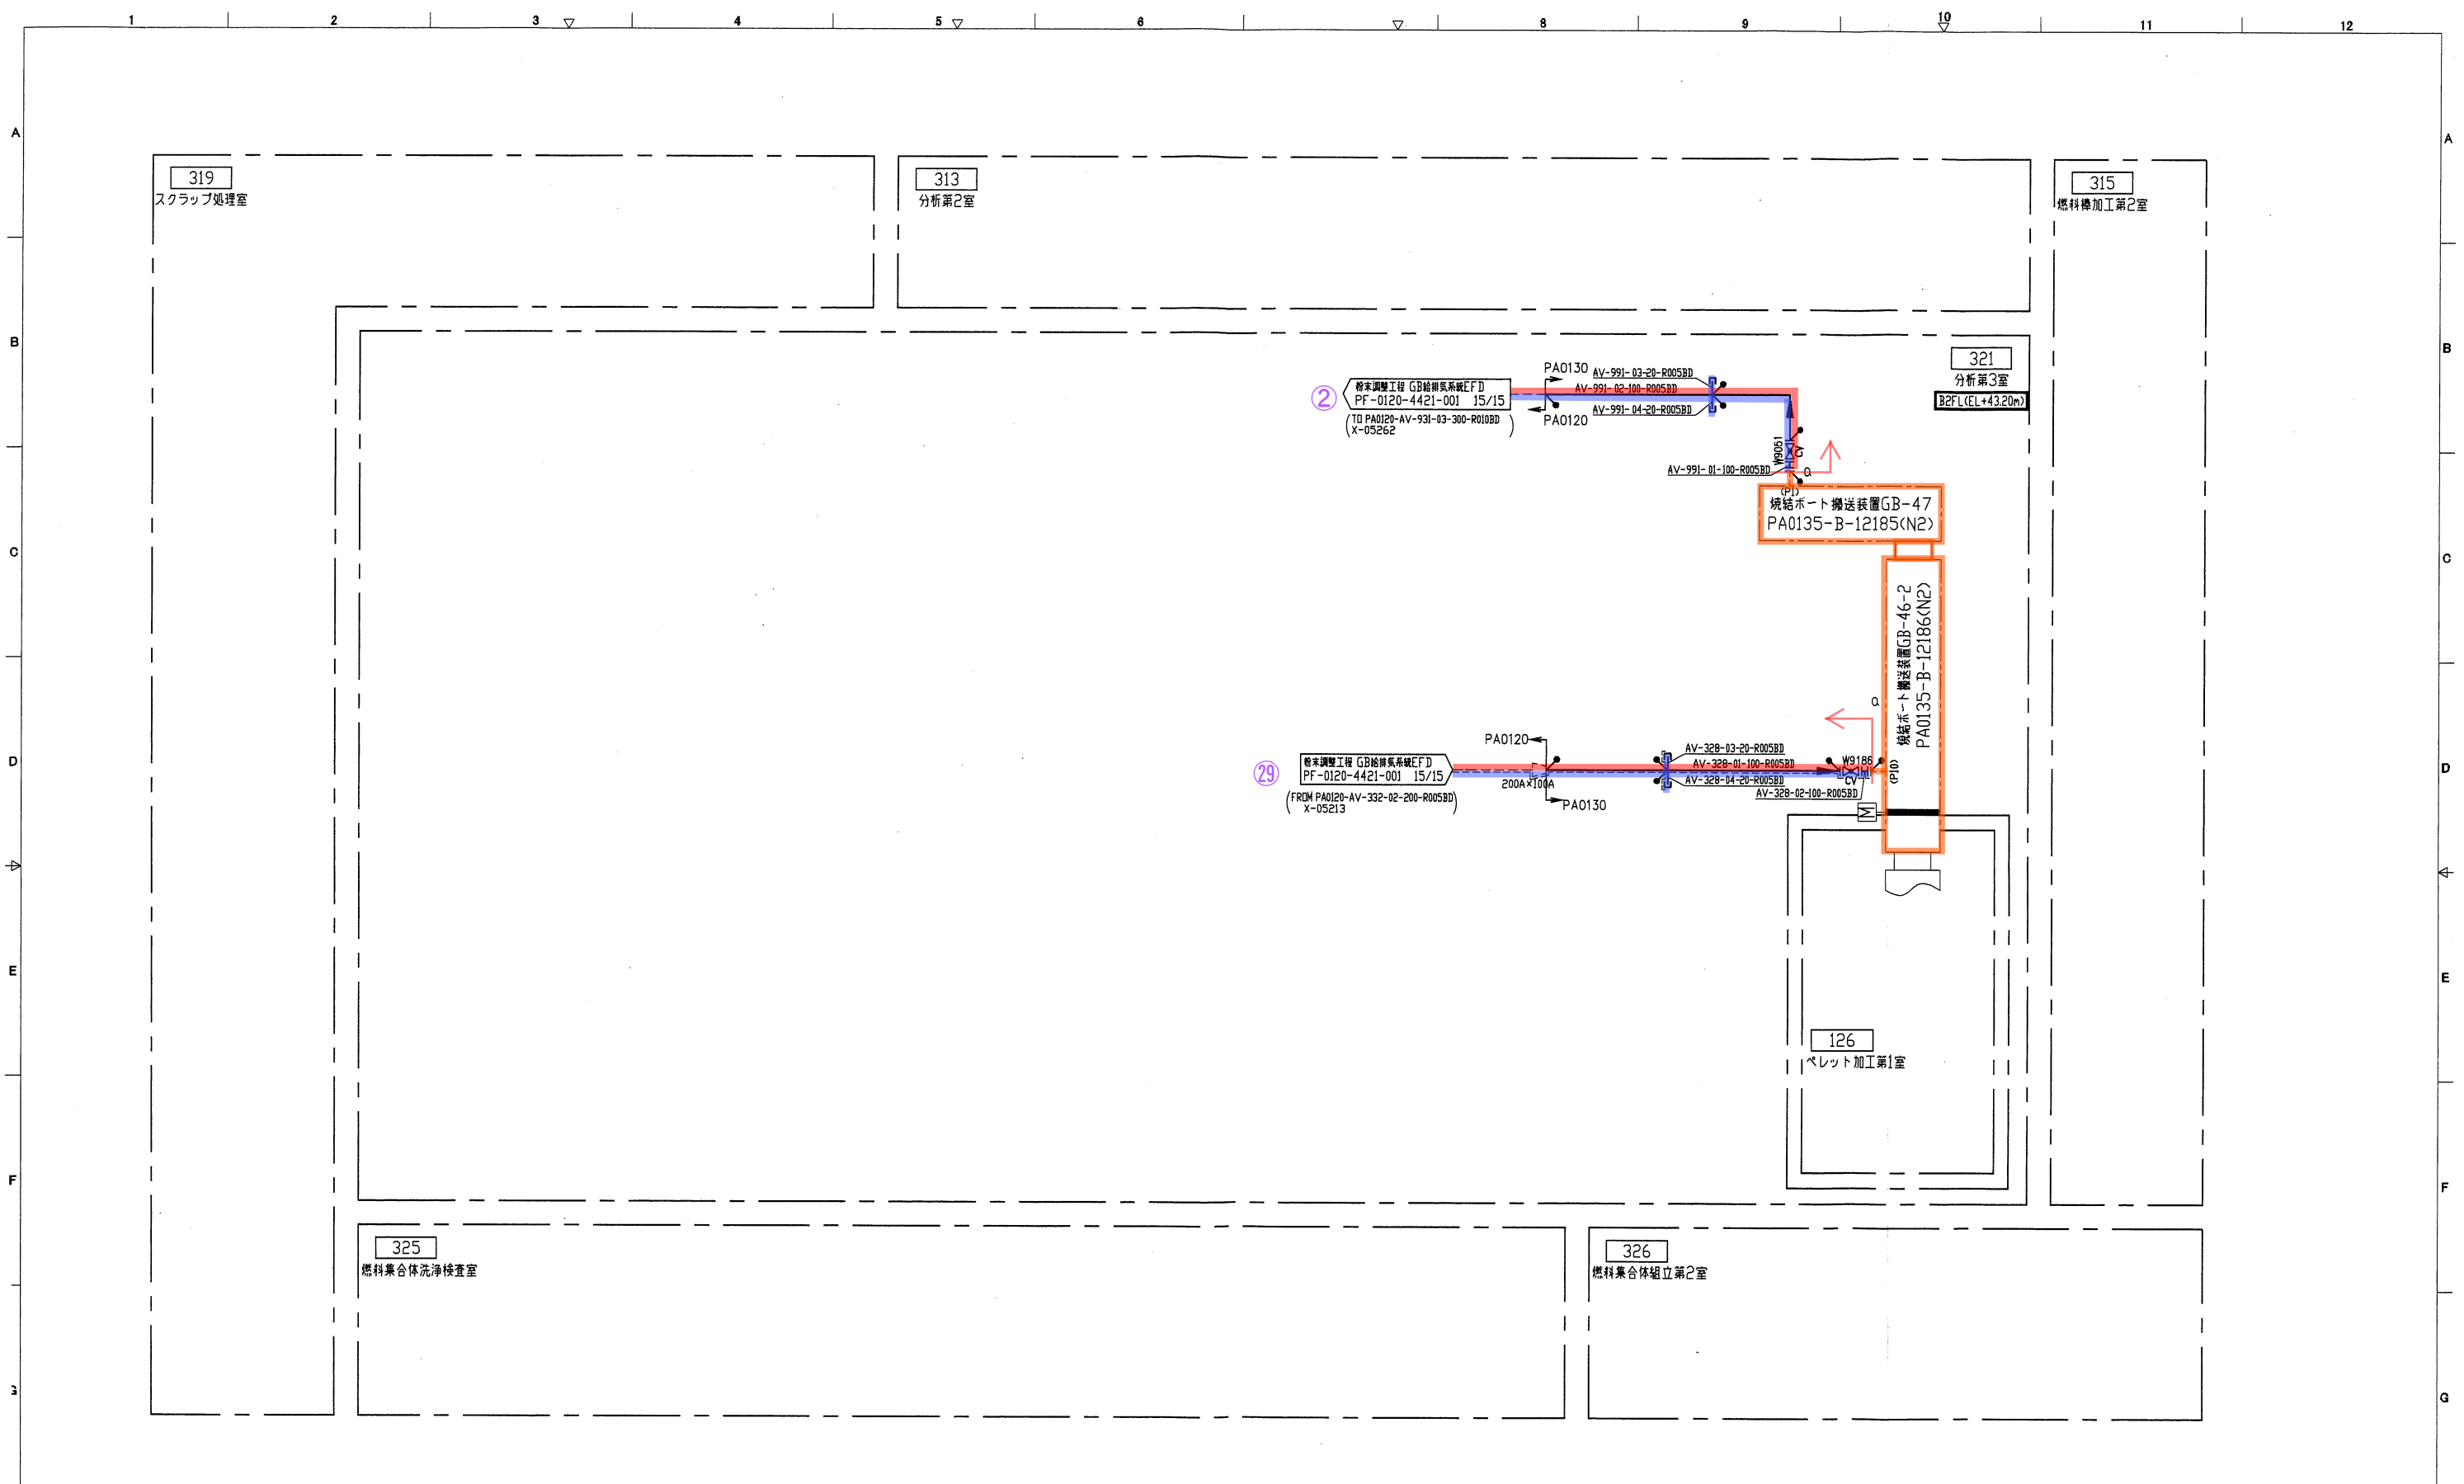 1 2 3 4 5 6 8 9 10 11 12
A
A
319
スクラップ処理室
313
分析第2室
315
燃料棒加工第2室
B
B
321
分析第3室
B2FL(EL+43.20m)
②
粉末調整工程 GB給排気系統EFD
PF-0120-4421-001 15/15
(TO PA0120-AV-931-03-300-R010BD
X-05262)
PA0130
PA0120
AV-991-03-20-R005BD
AV-991-02-100-R005BD
AV-991-04-20-R005BD
W9051
CV
AV-991-01-100-R005BD
a
(P1)
焼結ボート搬送装置GB-47
PA0135-B-12185(N2)
C
C
焼結ボート搬送装置GB-46-2
PA0135-B-12186(N2)
a
D
D
㉙
粉末調整工程 GB給排気系統EFD
PF-0120-4421-001 15/15
(FROM PA0120-AV-332-02-200-R005BD)
X-05213
PA0120
200A×100A
PA0130
AV-328-03-20-R005BD
AV-328-01-100-R005BD
AV-328-04-20-R005BD
AV-328-02-100-R005BD
W9186
CV
(P10)
M
E
E
126
ペレット加工第1室
F
F
325
燃料集合体洗浄検査室
326
燃料集合体組立第2室
G